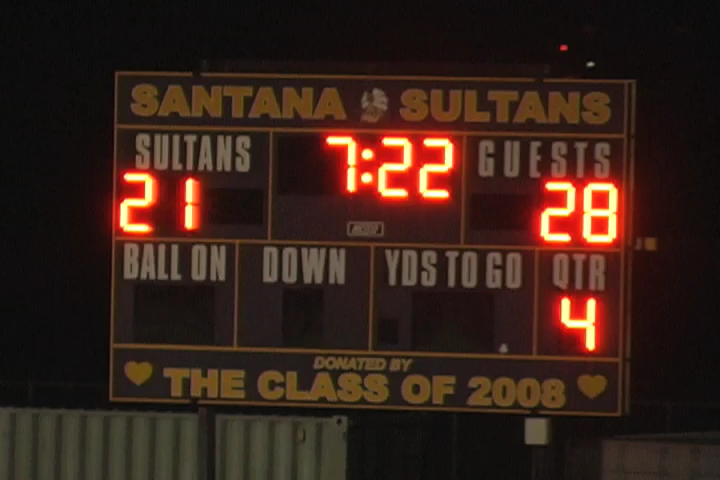 SANTANA SULTANS
SULTANS 7:22 GUESTS
21 28
BALL ON DOWN YDS TO GO QTR
4
DONATED BY
THE CLASS OF 2008